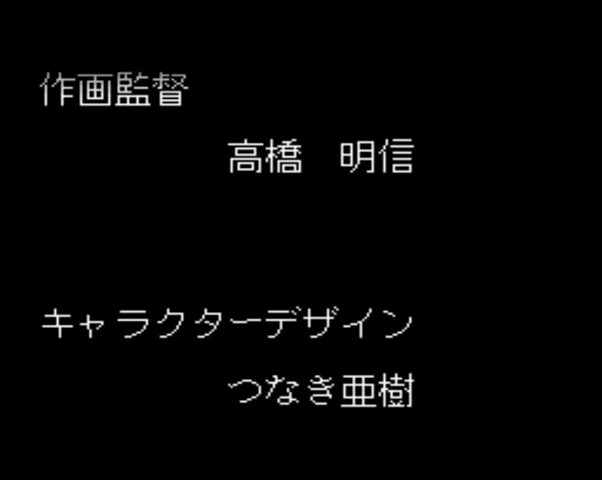 作画監督
高橋　明信
キャラクターデザイン
つなき亜樹